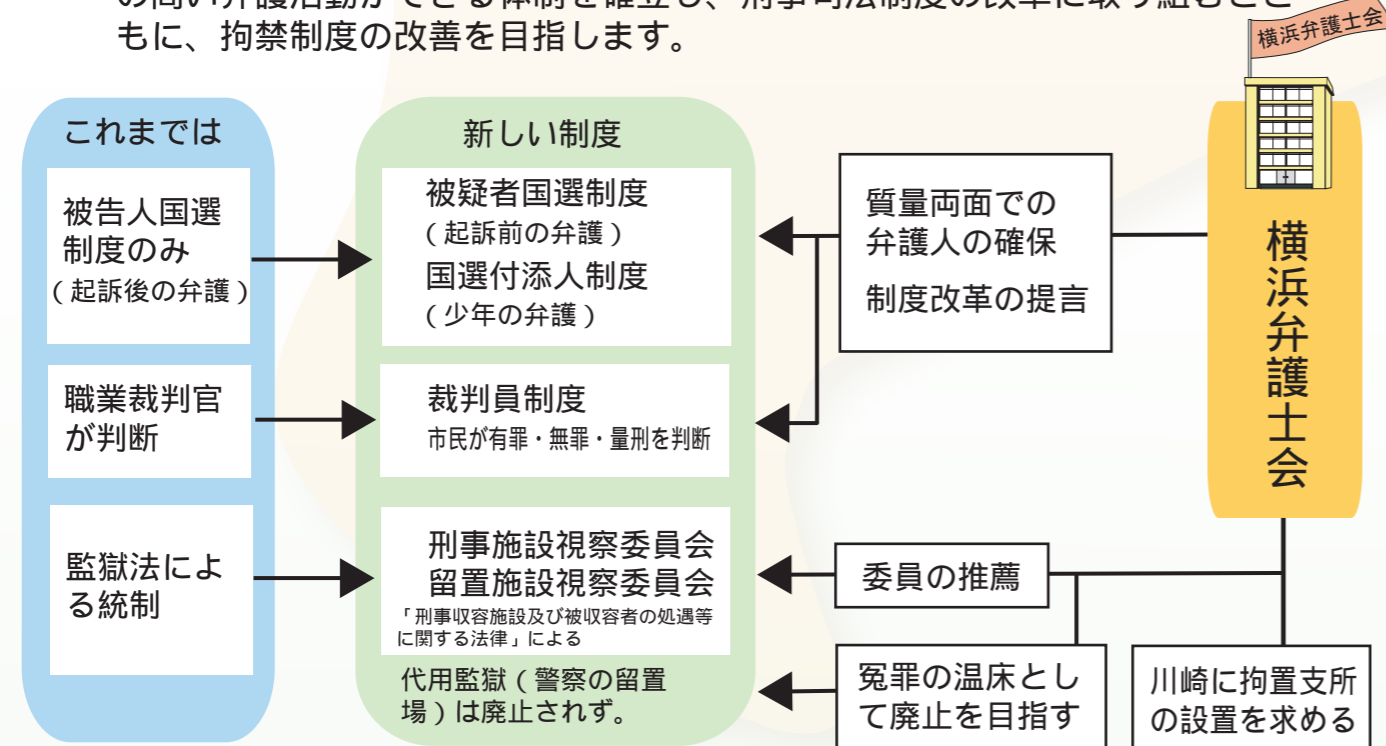 もに、拘禁制度の改善を目指します。
横浜弁護士会
これまでは
被告人国選
制度のみ
(起訴後の弁護)
職業裁判官
が判断
監獄法によ
る統制
新しい制度
被疑者国選制度
(起訴前の弁護)
国選付添人制度
(少年の弁護)
裁判員制度
市民が有罪・無罪・量刑を判断
刑事施設視察委員会
留置施設視察委員会
「刑事収容施設及び被収容者の処遇等
に関する法律」による
代用監獄(警察の留置
場)は廃止されず。
質量両面での
弁護人の確保
制度改革の提言
委員の推薦
冤罪の温床とし
て廃止を目指す
川崎に拘置支所
の設置を求める
横浜弁護士会